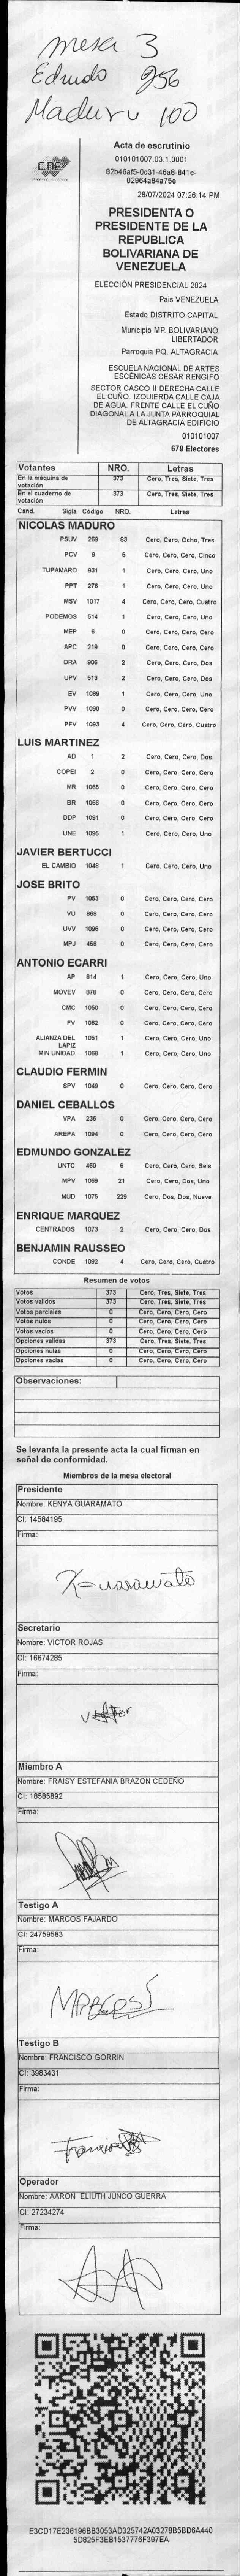 mesa 3
Edmudo 256
Maduru 100
CNE
Acta de escrutinio
010101007.03.1.0001
82b46af5-0c31-46a6-841e-
02964a84a75e
28/07/2024 07:26:14 PM
PRESIDENTA O
PRESIDENTE DE LA
REPUBLICA
BOLIVARIANA DE
VENEZUELA
ELECCIÓN PRESIDENCIAL 2024
País VENEZUELA
Estado DISTRITO CAPITAL
Municipio MP. BOLIVARIANO
LIBERTADOR
Parroquia PQ. ALTAGRACIA
ESCUELA NACIONAL DE ARTES
ESCÉNICAS CESAR RENGIFO
SECTOR CASCO II DERECHA CALLE
EL CUÑO. IZQUIERDA CALLE CAJA
DE AGUA. FRENTE CALLE EL CUÑO
DIAGONAL A LA JUNTA PARROQUIAL
DE ALTAGRACIA EDIFICIO
010101007
679 Electores
Votantes NRO. Letras
En la máquina de votación 373 Cero, Tres, Siete, Tres
En el cuaderno de votación 373 Cero, Tres, Siete, Tres
Cand. Sigla Código NRO. Letras
NICOLAS MADURO
PSUV 269 83 Cero, Cero, Ocho, Tres
PCV 9 5 Cero, Cero, Cero, Cinco
TUPAMARO 931 1 Cero, Cero, Cero, Uno
PPT 276 1 Cero, Cero, Cero, Uno
MSV 1017 4 Cero, Cero, Cero, Cuatro
PODEMOS 514 1 Cero, Cero, Cero, Uno
MEP 6 0 Cero, Cero, Cero, Cero
APC 219 0 Cero, Cero, Cero, Cero
ORA 906 2 Cero, Cero, Cero, Dos
UPV 513 2 Cero, Cero, Cero, Dos
EV 1089 1 Cero, Cero, Cero, Uno
PVV 1090 0 Cero, Cero, Cero, Cero
PFV 1093 4 Cero, Cero, Cero, Cuatro
LUIS MARTINEZ
AD 1 2 Cero, Cero, Cero, Dos
COPEI 2 0 Cero, Cero, Cero, Cero
MR 1065 0 Cero, Cero, Cero, Cero
BR 1066 0 Cero, Cero, Cero, Cero
DDP 1091 0 Cero, Cero, Cero, Cero
UNE 1095 1 Cero, Cero, Cero, Uno
JAVIER BERTUCCI
EL CAMBIO 1048 1 Cero, Cero, Cero, Uno
JOSE BRITO
PV 1053 0 Cero, Cero, Cero, Cero
VU 868 0 Cero, Cero, Cero, Cero
UVV 1096 0 Cero, Cero, Cero, Cero
MPJ 458 0 Cero, Cero, Cero, Cero
ANTONIO ECARRI
AP 814 1 Cero, Cero, Cero, Uno
MOVEV 878 0 Cero, Cero, Cero, Cero
CMC 1050 0 Cero, Cero, Cero, Cero
FV 1062 0 Cero, Cero, Cero, Cero
ALIANZA DEL LAPIZ 1051 1 Cero, Cero, Cero, Uno
MIN UNIDAD 1068 1 Cero, Cero, Cero, Uno
CLAUDIO FERMIN
SPV 1049 0 Cero, Cero, Cero, Cero
DANIEL CEBALLOS
VPA 236 0 Cero, Cero, Cero, Cero
AREPA 1094 0 Cero, Cero, Cero, Cero
EDMUNDO GONZALEZ
UNTC 460 6 Cero, Cero, Cero, Seis
MPV 1069 21 Cero, Cero, Dos, Uno
MUD 1075 229 Cero, Dos, Dos, Nueve
ENRIQUE MARQUEZ
CENTRADOS 1073 2 Cero, Cero, Cero, Dos
BENJAMIN RAUSSEO
CONDE 1092 4 Cero, Cero, Cero, Cuatro
Resumen de votos
Votos 373 Cero, Tres, Siete, Tres
Votos validos 373 Cero, Tres, Siete, Tres
Votos parciales 0 Cero, Cero, Cero, Cero
Votos nulos 0 Cero, Cero, Cero, Cero
Votos vacios 0 Cero, Cero, Cero, Cero
Opciones validas 373 Cero, Tres, Siete, Tres
Opciones nulas 0 Cero, Cero, Cero, Cero
Opciones vacias 0 Cero, Cero, Cero, Cero
Observaciones:
Se levanta la presente acta la cual firman en
señal de conformidad.
Miembros de la mesa electoral
Presidente
Nombre: KENYA GUARAMATO
CI: 14584195
Firma:
Secretario
Nombre: VICTOR ROJAS
CI: 16674285
Firma:
Miembro A
Nombre: FRAISY ESTEFANIA BRAZON CEDEÑO
CI: 18585892
Firma:
Testigo A
Nombre: MARCOS FAJARDO
CI: 24759583
Firma:
Testigo B
Nombre: FRANCISCO GORRIN
CI: 3983431
Firma:
Operador
Nombre: AARON ELIUTH JUNCO GUERRA
CI: 27234274
Firma:
E3CD17E236196BB3053AD325742A03278B5BD6A440
5D825F3EB1537776F397EA